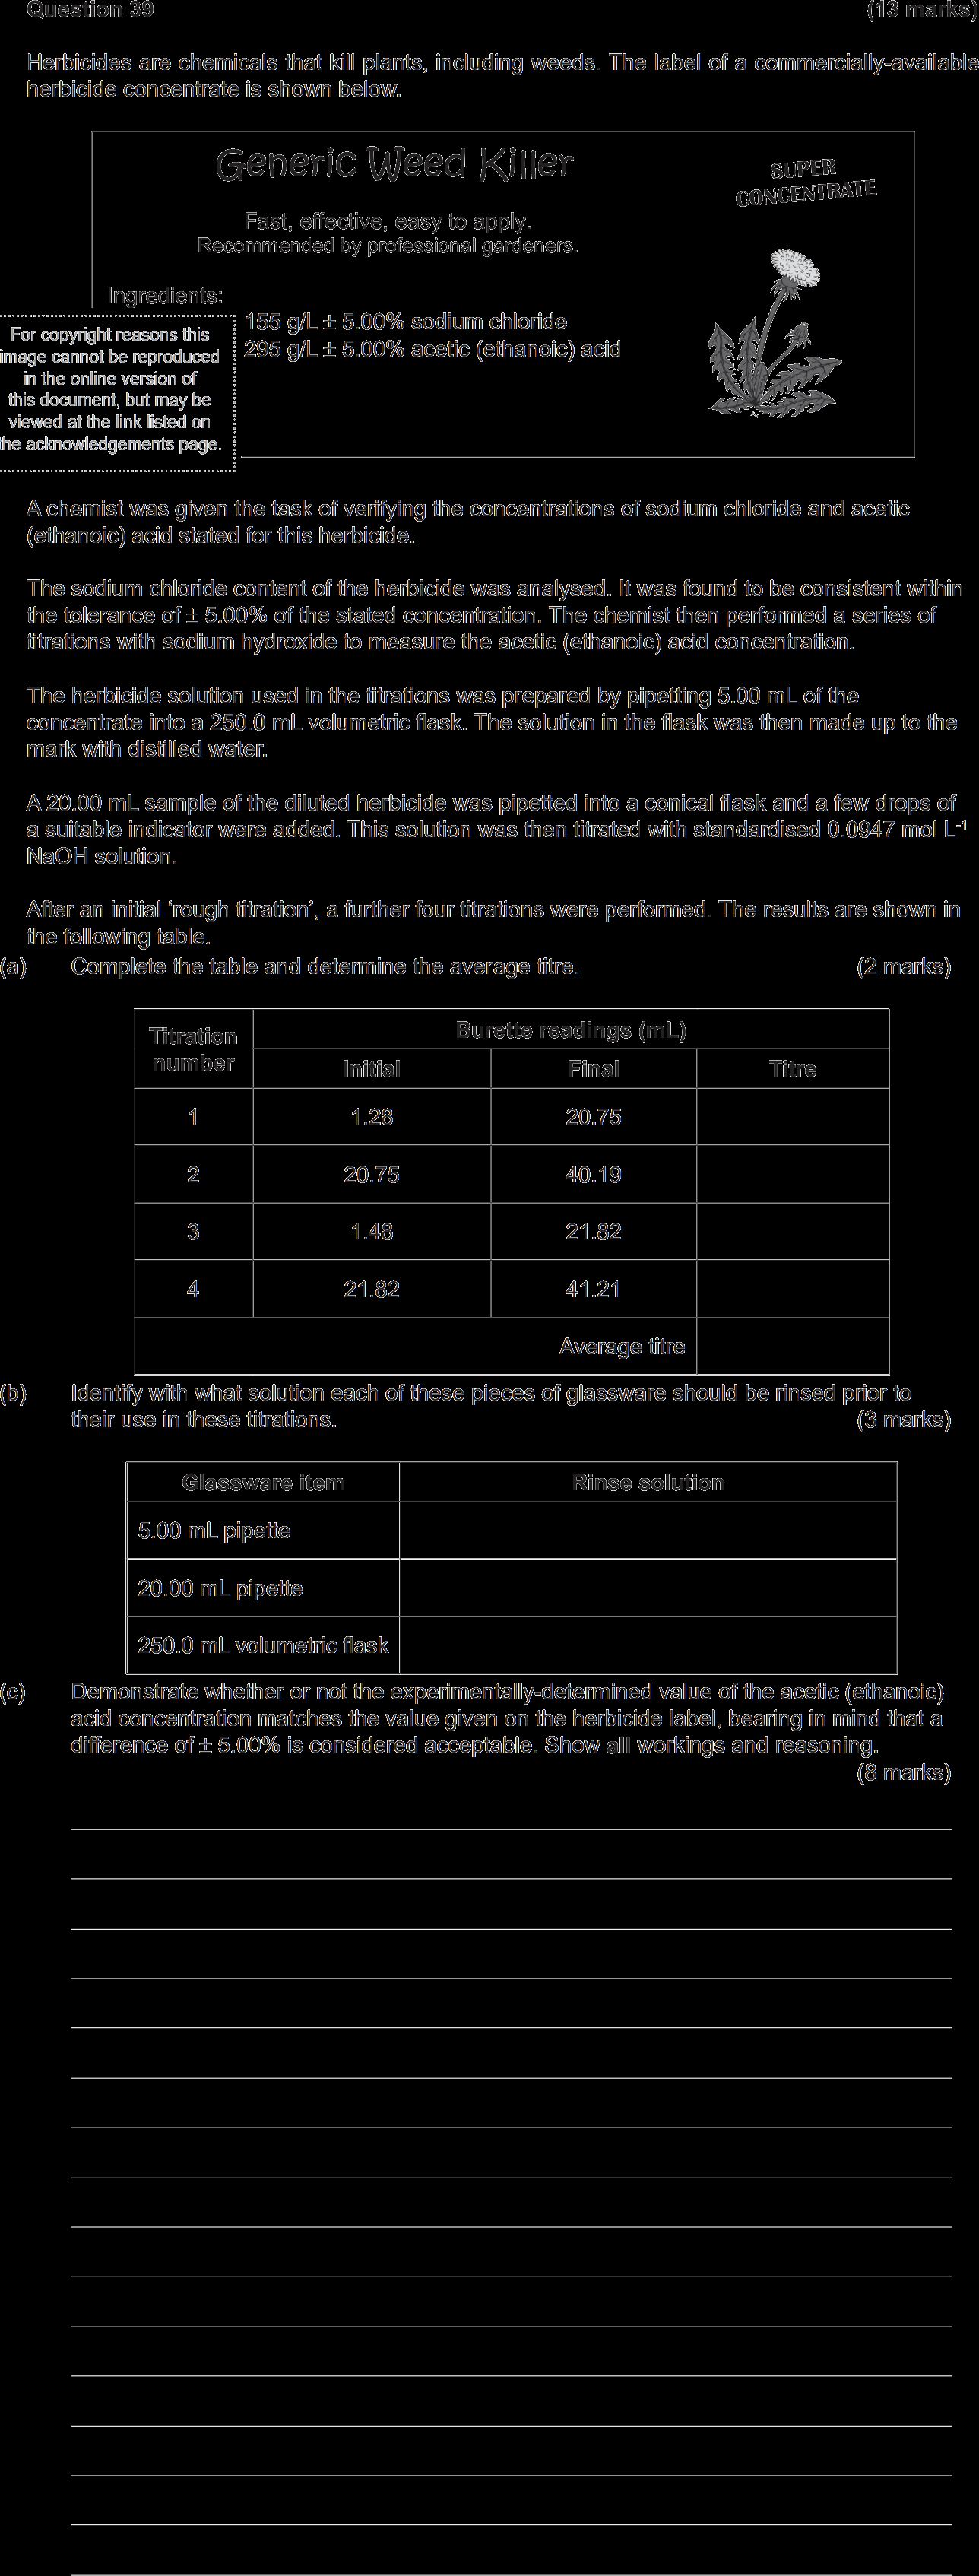 Question 39 (13 marks)
Herbicides are chemicals that kill plants, including weeds. The label of a commercially-available
herbicide concentrate is shown below.
Generic Weed Killer
SUPER
CONCENTRATE
Fast, effective, easy to apply.
Recommended by professional gardeners.
Ingredients:
155 g/L ± 5.00% sodium chloride
295 g/L ± 5.00% acetic (ethanoic) acid
For copyright reasons this
image cannot be reproduced
in the online version of
this document, but may be
viewed at the link listed on
the acknowledgements page.
A chemist was given the task of verifying the concentrations of sodium chloride and acetic
(ethanoic) acid stated for this herbicide.
The sodium chloride content of the herbicide was analysed. It was found to be consistent within
the tolerance of ± 5.00% of the stated concentration. The chemist then performed a series of
titrations with sodium hydroxide to measure the acetic (ethanoic) acid concentration.
The herbicide solution used in the titrations was prepared by pipetting 5.00 mL of the
concentrate into a 250.0 mL volumetric flask. The solution in the flask was then made up to the
mark with distilled water.
A 20.00 mL sample of the diluted herbicide was pipetted into a conical flask and a few drops of
a suitable indicator were added. This solution was then titrated with standardised 0.0947 mol L-1
NaOH solution.
After an initial ‘rough titration’, a further four titrations were performed. The results are shown in
the following table.
(a) Complete the table and determine the average titre. (2 marks)
Titration number Burette readings (mL)
Initial Final Titre
1 1.28 20.75
2 20.75 40.19
3 1.48 21.82
4 21.82 41.21
Average titre
(b) Identify with what solution each of these pieces of glassware should be rinsed prior to
their use in these titrations. (3 marks)
Glassware item Rinse solution
5.00 mL pipette
20.00 mL pipette
250.0 mL volumetric flask
(c) Demonstrate whether or not the experimentally-determined value of the acetic (ethanoic)
acid concentration matches the value given on the herbicide label, bearing in mind that a
difference of ± 5.00% is considered acceptable. Show all workings and reasoning.
(8 marks)